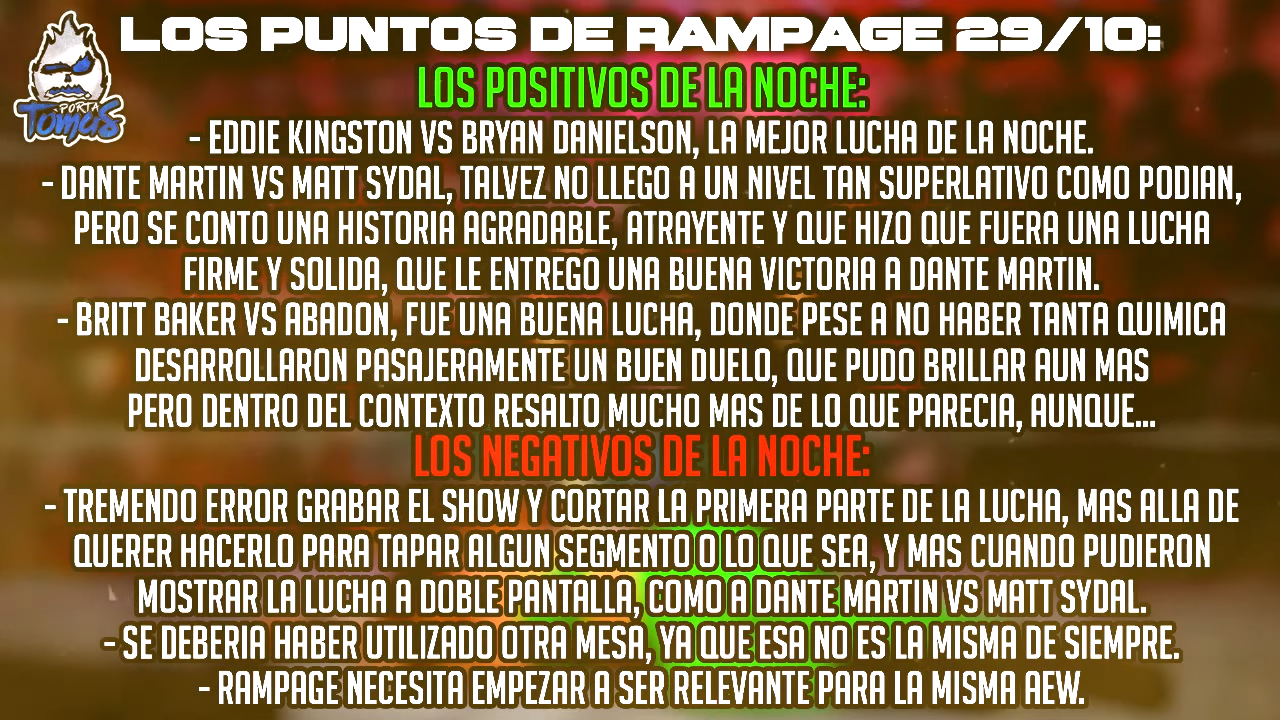 LOS PUNTOS DE RAMPAGE 29/10:
PORTA
TomaS
LOS POSITIVOS DE LA NOCHE:
- EDDIE KINGSTON VS BRYAN DANIELSON, LA MEJOR LUCHA DE LA NOCHE.
- DANTE MARTIN VS MATT SYDAL, TALVEZ NO LLEGO A UN NIVEL TAN SUPERLATIVO COMO PODIAN,
PERO SE CONTO UNA HISTORIA AGRADABLE, ATRAYENTE Y QUE HIZO QUE FUERA UNA LUCHA
FIRME Y SOLIDA, QUE LE ENTREGO UNA BUENA VICTORIA A DANTE MARTIN.
- BRITT BAKER VS ABADON, FUE UNA BUENA LUCHA, DONDE PESE A NO HABER TANTA QUIMICA
DESARROLLARON PASAJERAMENTE UN BUEN DUELO, QUE PUDO BRILLAR AUN MAS
PERO DENTRO DEL CONTEXTO RESALTO MUCHO MAS DE LO QUE PARECIA, AUNQUE...
LOS NEGATIVOS DE LA NOCHE:
- TREMENDO ERROR GRABAR EL SHOW Y CORTAR LA PRIMERA PARTE DE LA LUCHA, MAS ALLA DE
QUERER HACERLO PARA TAPAR ALGUN SEGMENTO O LO QUE SEA, Y MAS CUANDO PUDIERON
MOSTRAR LA LUCHA A DOBLE PANTALLA, COMO A DANTE MARTIN VS MATT SYDAL.
- SE DEBERIA HABER UTILIZADO OTRA MESA, YA QUE ESA NO ES LA MISMA DE SIEMPRE.
- RAMPAGE NECESITA EMPEZAR A SER RELEVANTE PARA LA MISMA AEW.